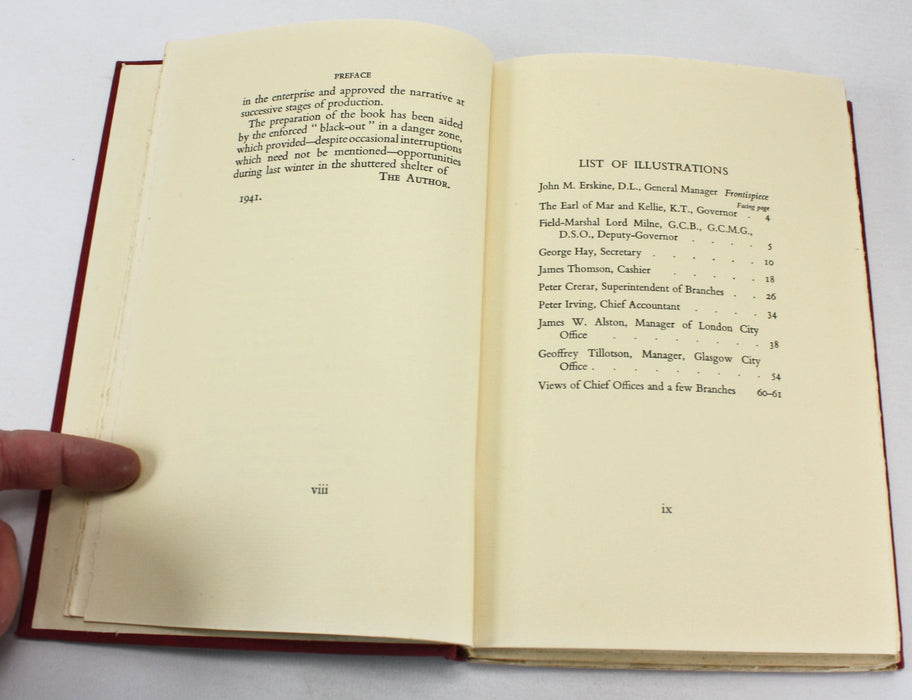 PREFACE
in the enterprise and approved the narrative at
successive stages of production.
The preparation of the book has been aided
by the enforced “ black-out ” in a danger zone,
which provided—despite occasional interruptions
which need not be mentioned—opportunities
during last winter in the shuttered shelter of
THE AUTHOR.
1941.
viii
LIST OF ILLUSTRATIONS
John M. Erskine, D.L., General Manager Frontispiece
Facing page
The Earl of Mar and Kellie, K.T., Governor . 4
Field-Marshal Lord Milne, G.C.B., G.C.M.G.,
D.S.O., Deputy-Governor . . . . 5
George Hay, Secretary . . . . . . 10
James Thomson, Cashier . . . . . 18
Peter Crerar, Superintendent of Branches . . 26
Peter Irving, Chief Accountant . . . . 34
James W. Alston, Manager of London City
Office . . . . . . . . 38
Geoffrey Tillotson, Manager, Glasgow City
Office . . . . . . . . 54
Views of Chief Offices and a few Branches 60–61
ix